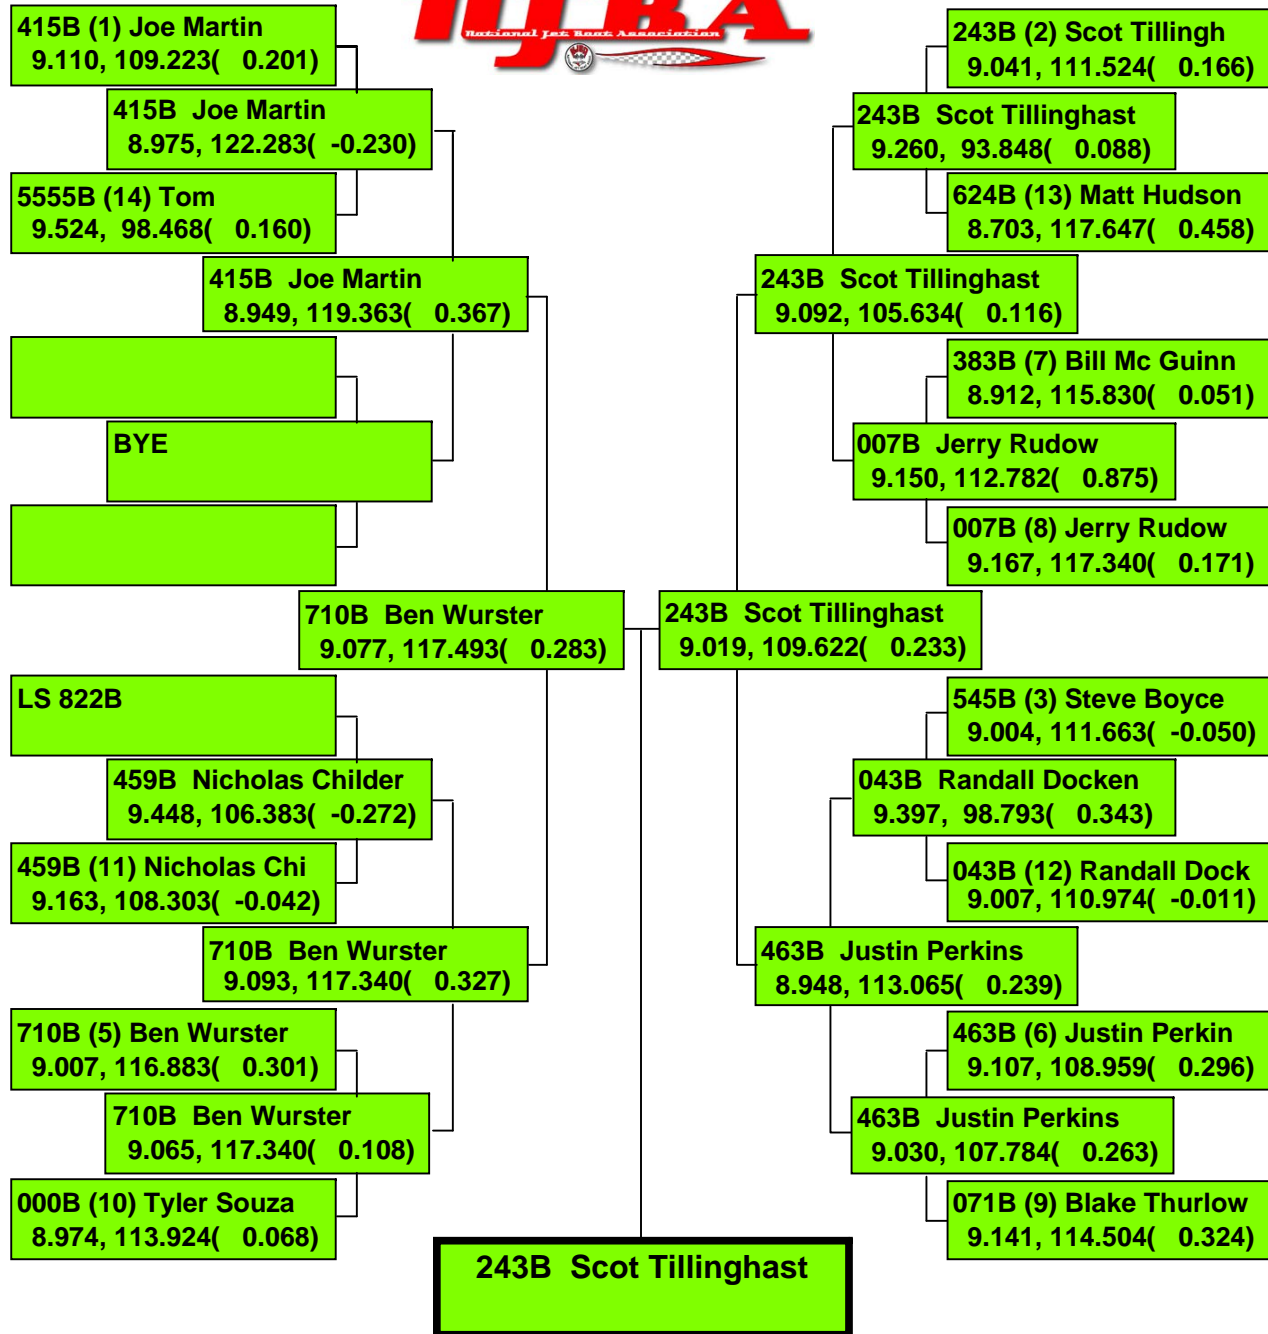 NJBA
National Jet Boat Association
415B (1) Joe Martin
9.110, 109.223( 0.201)
415B Joe Martin
8.975, 122.283( -0.230)
5555B (14) Tom
9.524, 98.468( 0.160)
415B Joe Martin
8.949, 119.363( 0.367)
BYE
710B Ben Wurster
9.077, 117.493( 0.283)
LS 822B
459B Nicholas Childer
9.448, 106.383( -0.272)
459B (11) Nicholas Chi
9.163, 108.303( -0.042)
710B Ben Wurster
9.093, 117.340( 0.327)
710B (5) Ben Wurster
9.007, 116.883( 0.301)
710B Ben Wurster
9.065, 117.340( 0.108)
000B (10) Tyler Souza
8.974, 113.924( 0.068)
243B (2) Scot Tillingh
9.041, 111.524( 0.166)
243B Scot Tillinghast
9.260, 93.848( 0.088)
624B (13) Matt Hudson
8.703, 117.647( 0.458)
243B Scot Tillinghast
9.092, 105.634( 0.116)
383B (7) Bill Mc Guinn
8.912, 115.830( 0.051)
007B Jerry Rudow
9.150, 112.782( 0.875)
007B (8) Jerry Rudow
9.167, 117.340( 0.171)
243B Scot Tillinghast
9.019, 109.622( 0.233)
545B (3) Steve Boyce
9.004, 111.663( -0.050)
043B Randall Docken
9.397, 98.793( 0.343)
043B (12) Randall Dock
9.007, 110.974( -0.011)
463B Justin Perkins
8.948, 113.065( 0.239)
463B (6) Justin Perkin
9.107, 108.959( 0.296)
463B Justin Perkins
9.030, 107.784( 0.263)
071B (9) Blake Thurlow
9.141, 114.504( 0.324)
243B Scot Tillinghast